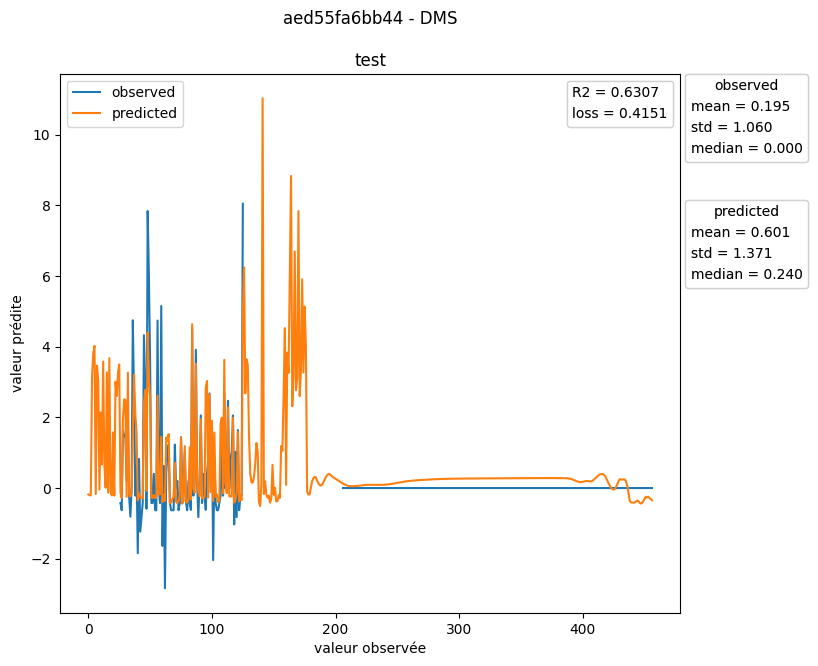 aed55fa6bb44 - DMS
test
observed
predicted
R2 = 0.6307
loss = 0.4151
observed
mean = 0.195
std = 1.060
median = 0.000
predicted
mean = 0.601
std = 1.371
median = 0.240
valeur prédite
10
8
6
4
2
0
−2
0
100
200
300
400
valeur observée